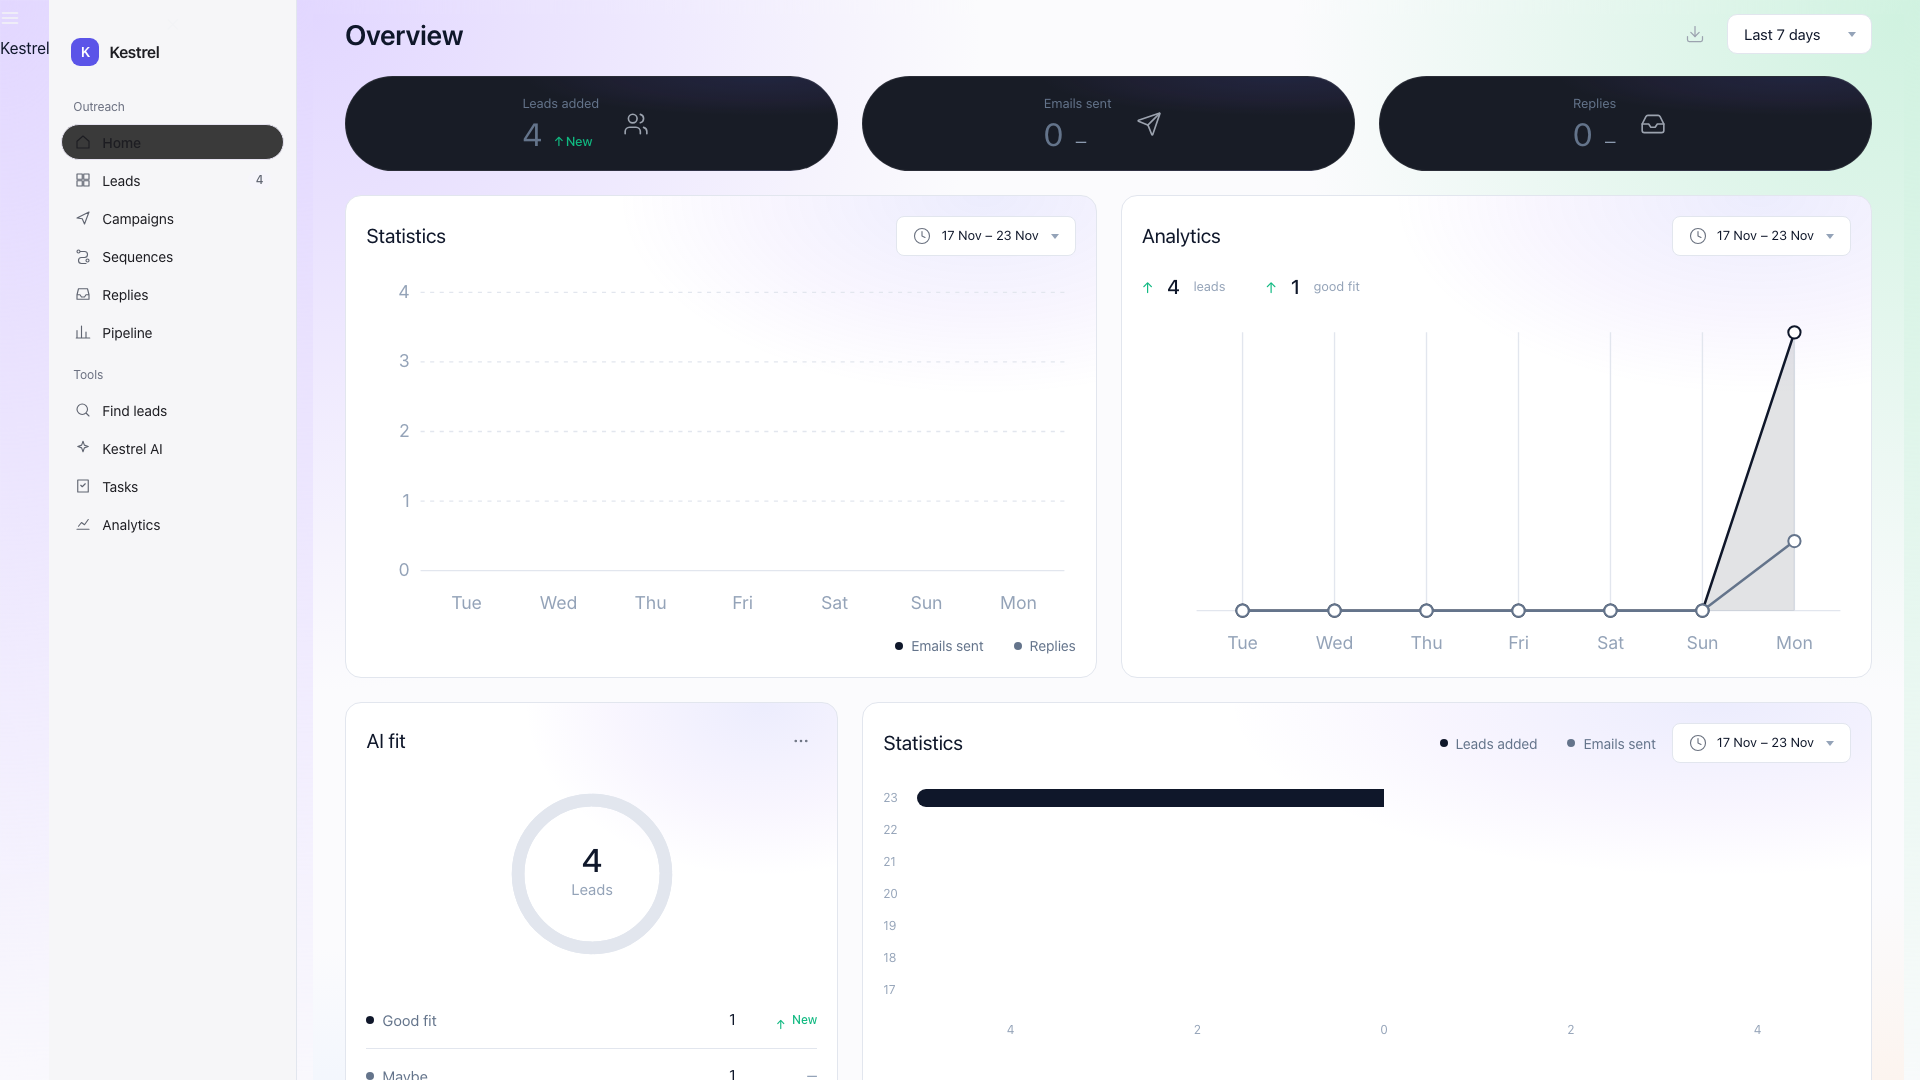 Kestrel
K Kestrel
Outreach
Home
Leads 4
Campaigns
Sequences
Replies
Pipeline
Tools
Find leads
Kestrel AI
Tasks
Analytics
Overview
Last 7 days
Leads added
4 ↑ New
Emails sent
0 –
Replies
0 –
Statistics
17 Nov – 23 Nov
4
3
2
1
0
Tue Wed Thu Fri Sat Sun Mon
Emails sent Replies
Analytics
17 Nov – 23 Nov
↑ 4 leads ↑ 1 good fit
Tue Wed Thu Fri Sat Sun Mon
AI fit ...
4
Leads
Good fit 1 ↑ New
Maybe 1 –
Statistics
Leads added Emails sent 17 Nov – 23 Nov
23
22
21
20
19
18
17
4 2 0 2 4